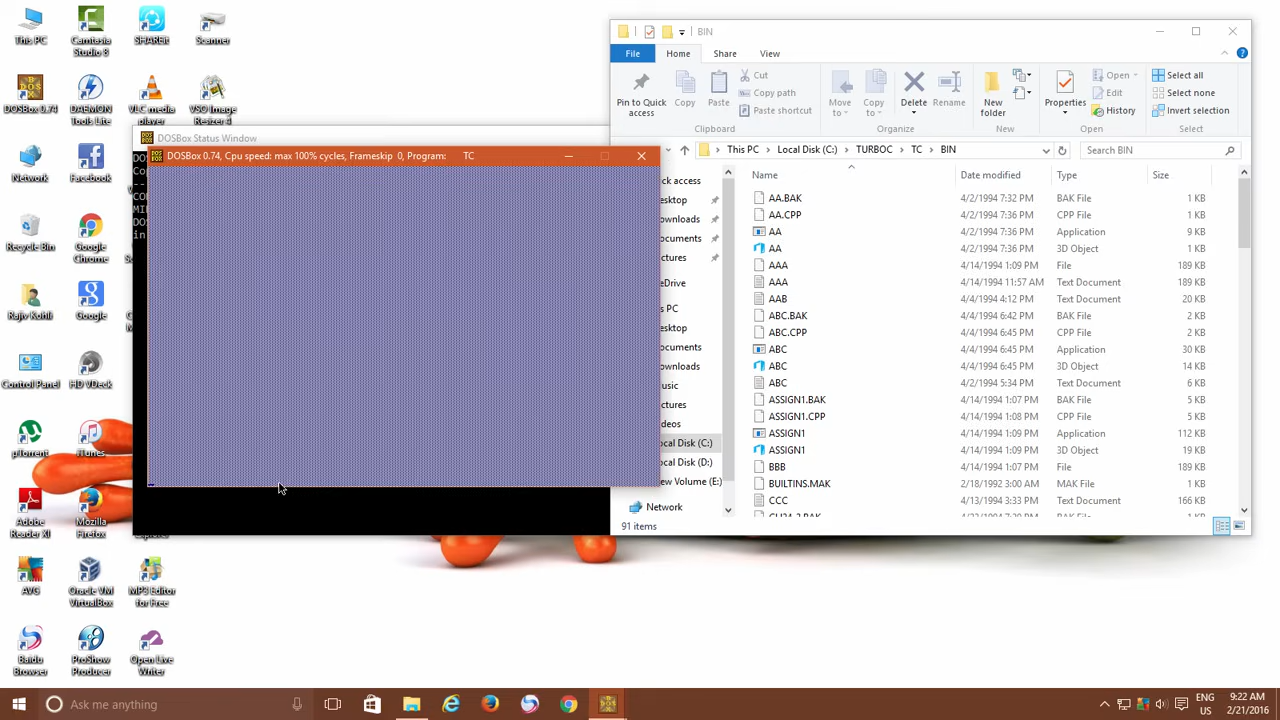 This PC
Camtasia
Studio 8
SHAREit
Scanner
DOSBox 0.74
DAEMON
Tools Lite
VLC media
player
VSO Image
Resizer 4
Network
Facebook
Recycle Bin
Google
Chrome
Rajiv Kohli
Google
Control Panel
HD VDeck
µTorrent
iTunes
Adobe
Reader XI
Mozilla
Firefox
Explorer
AVG
Oracle VM
VirtualBox
MP3 Editor
for Free
Baidu
Browser
ProShow
Producer
Open Live
Writer
DOSBox Status Window
DOSBox 0.74, Cpu speed: max 100% cycles, Frameskip 0, Program: TC
BIN
File
Home
Share
View
Pin to Quick
access
Copy
Paste
Cut
Copy path
Paste shortcut
Clipboard
Move
to
Copy
to
Delete
Rename
Organize
New
folder
New
Properties
Open
Edit
History
Open
Select all
Select none
Invert selection
Select
This PC
Local Disk (C:)
TURBOC
TC
BIN
Search BIN
Name
Date modified
Type
Size
AA.BAK 4/2/1994 7:32 PM BAK File 1 KB
AA.CPP 4/2/1994 7:36 PM CPP File 1 KB
AA 4/2/1994 7:36 PM Application 9 KB
AA 4/2/1994 7:36 PM 3D Object 1 KB
AAA 4/14/1994 1:09 PM File 189 KB
AAA 4/14/1994 11:57 AM Text Document 189 KB
AAB 4/4/1994 4:12 PM Text Document 20 KB
ABC.BAK 4/4/1994 6:42 PM BAK File 2 KB
ABC.CPP 4/4/1994 6:45 PM CPP File 2 KB
ABC 4/4/1994 6:45 PM Application 30 KB
ABC 4/4/1994 6:45 PM 3D Object 14 KB
ABC 4/2/1994 5:34 PM Text Document 6 KB
ASSIGN1.BAK 4/14/1994 1:07 PM BAK File 5 KB
ASSIGN1.CPP 4/14/1994 1:08 PM CPP File 5 KB
ASSIGN1 4/14/1994 1:09 PM Application 112 KB
ASSIGN1 4/14/1994 1:09 PM 3D Object 19 KB
BBB 4/14/1994 1:07 PM File 189 KB
BUILTINS.MAK 2/18/1992 3:00 AM MAK File 1 KB
CCC 4/13/1994 3:33 PM Text Document 166 KB
uick access
esktop
ownloads
ocuments
ctures
eDrive
s PC
esktop
ocuments
ownloads
usic
ctures
deos
ocal Disk (C:)
ocal Disk (D:)
ew Volume (E:)
Network
91 items
Ask me anything
ENG
US
9:22 AM
2/21/2016